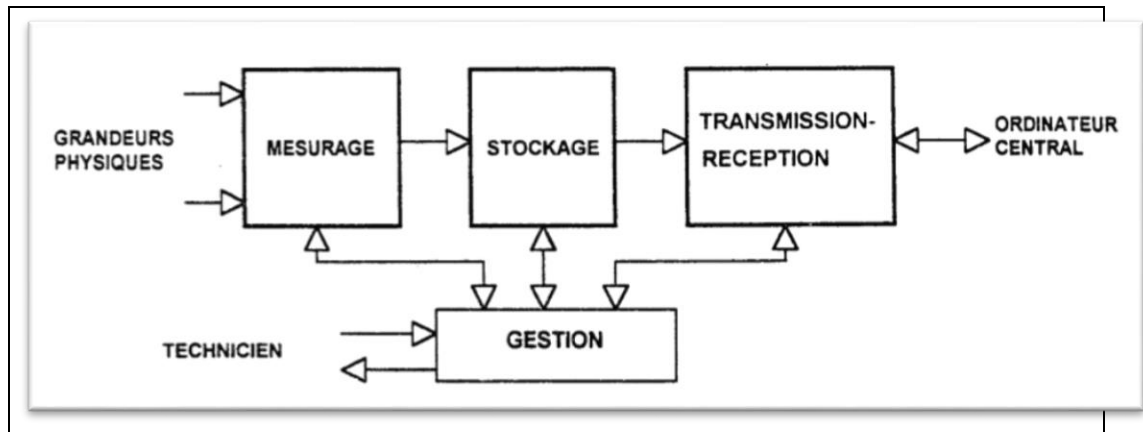 GRANDEURS
PHYSIQUES
MESURAGE
STOCKAGE
TRANSMISSION-
RECEPTION
ORDINATEUR
CENTRAL
TECHNICIEN
GESTION